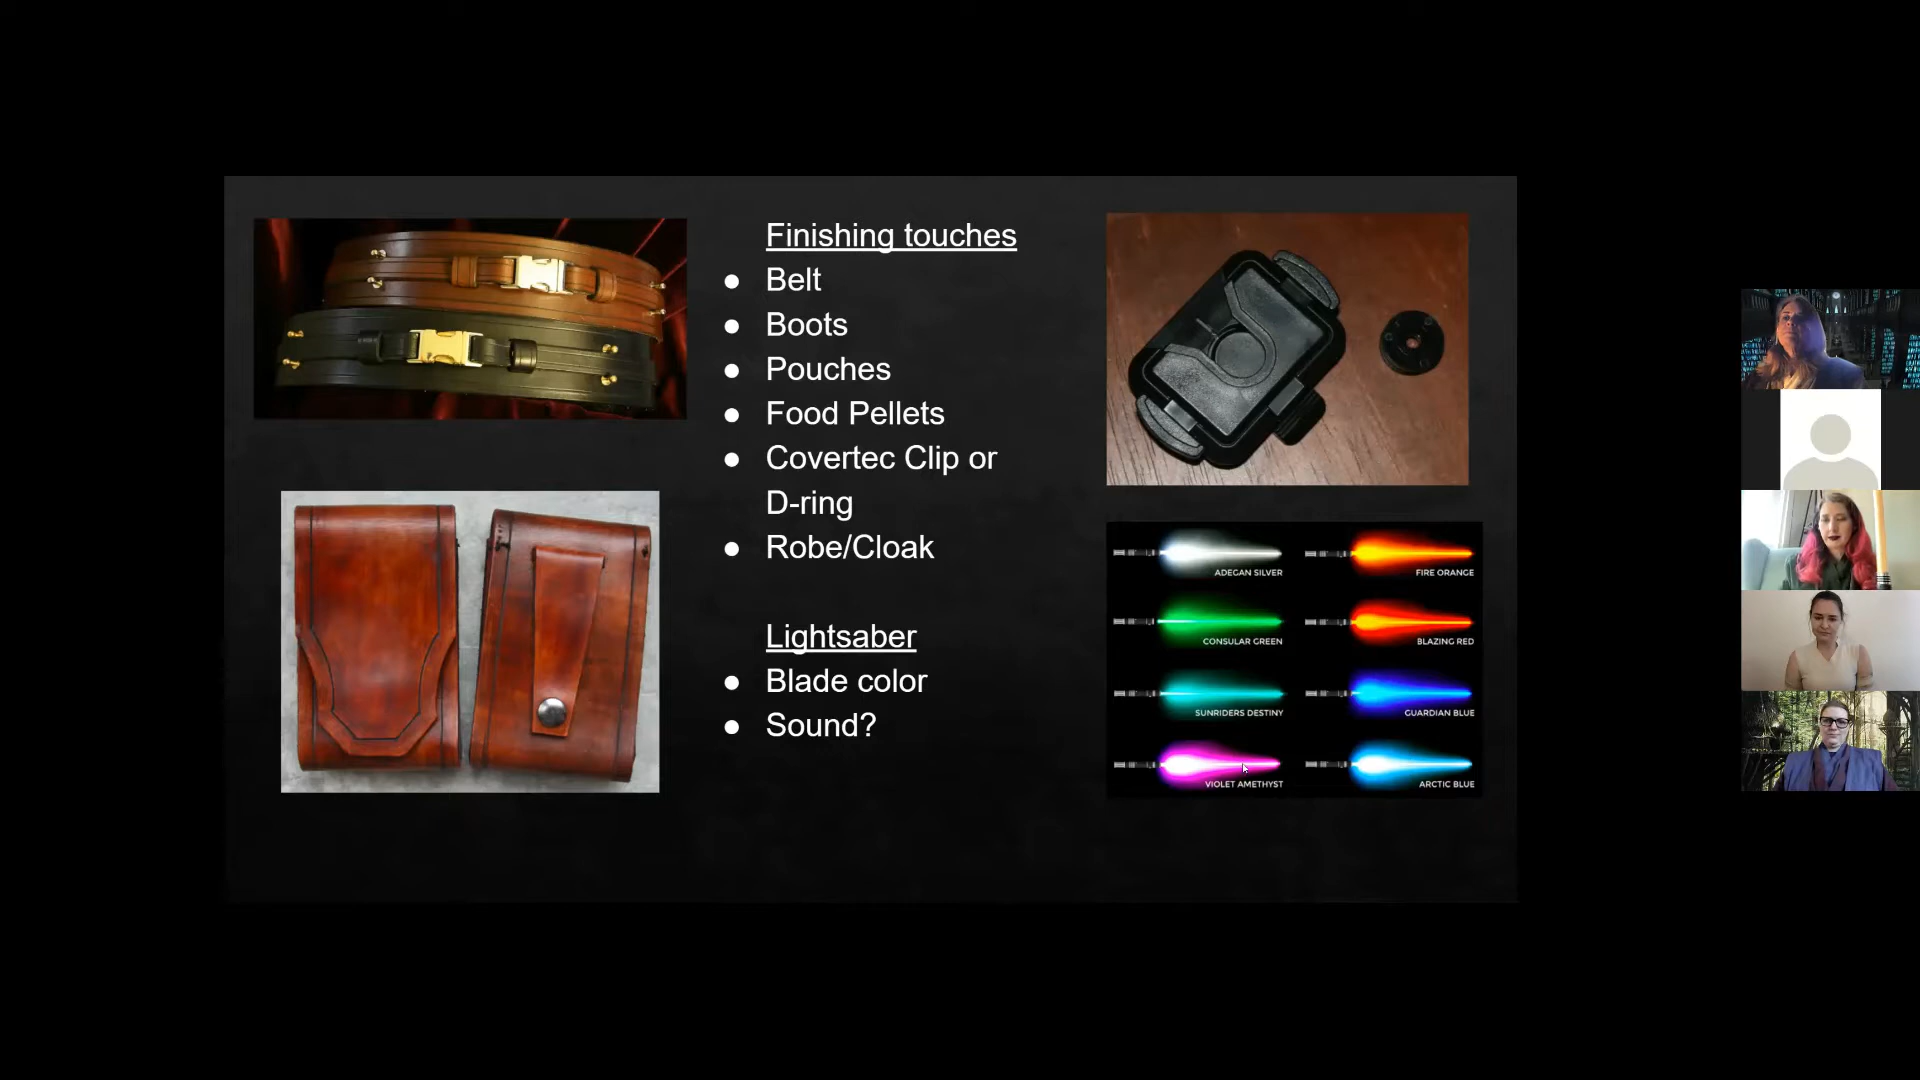 Finishing touches
● Belt
● Boots
● Pouches
● Food Pellets
● Covertec Clip or
D-ring
● Robe/Cloak
Lightsaber
● Blade color
● Sound?
ADEGAN SILVER
FIRE ORANGE
CONSULAR GREEN
BLAZING RED
SUNRIDERS DESTINY
GUARDIAN BLUE
VIOLET AMETHYST
ARCTIC BLUE